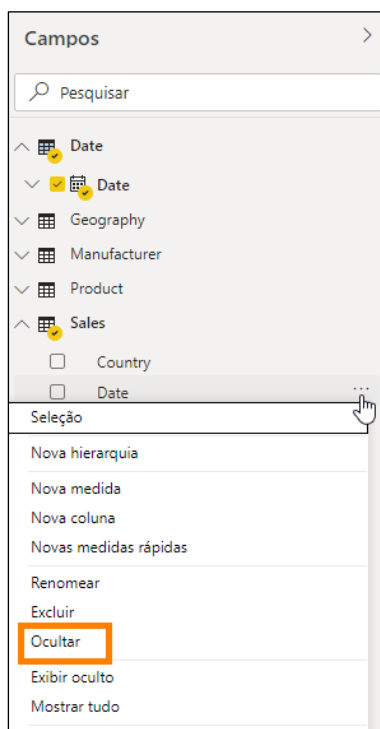 Campos
Pesquisar
Date
Date
Geography
Manufacturer
Product
Sales
Country
Date
...
Seleção
Nova hierarquia
Nova medida
Nova coluna
Novas medidas rápidas
Renomear
Excluir
Ocultar
Exibir oculto
Mostrar tudo